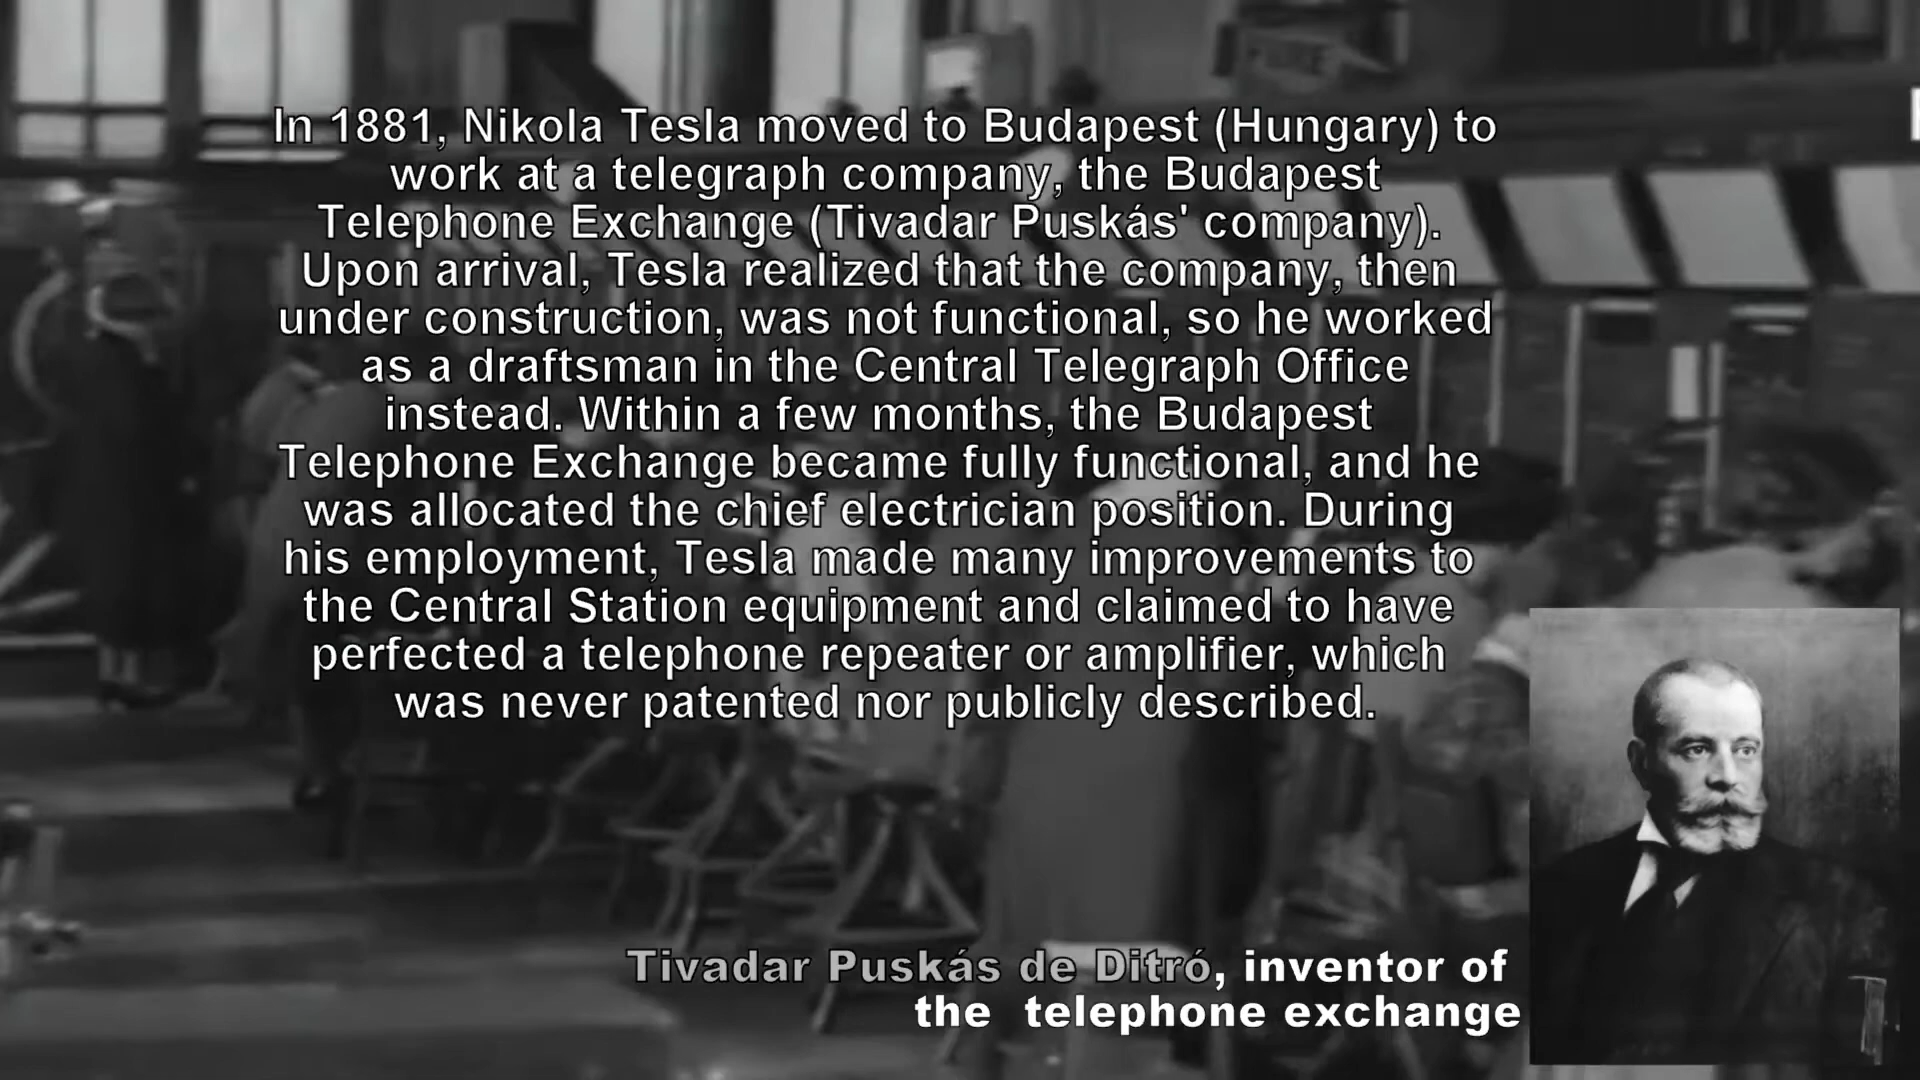 In 1881, Nikola Tesla moved to Budapest (Hungary) to
work at a telegraph company, the Budapest
Telephone Exchange (Tivadar Puskás' company).
Upon arrival, Tesla realized that the company, then
under construction, was not functional, so he worked
as a draftsman in the Central Telegraph Office
instead. Within a few months, the Budapest
Telephone Exchange became fully functional, and he
was allocated the chief electrician position. During
his employment, Tesla made many improvements to
the Central Station equipment and claimed to have
perfected a telephone repeater or amplifier, which
was never patented nor publicly described.
Tivadar Puskás de Ditró, inventor of
the telephone exchange